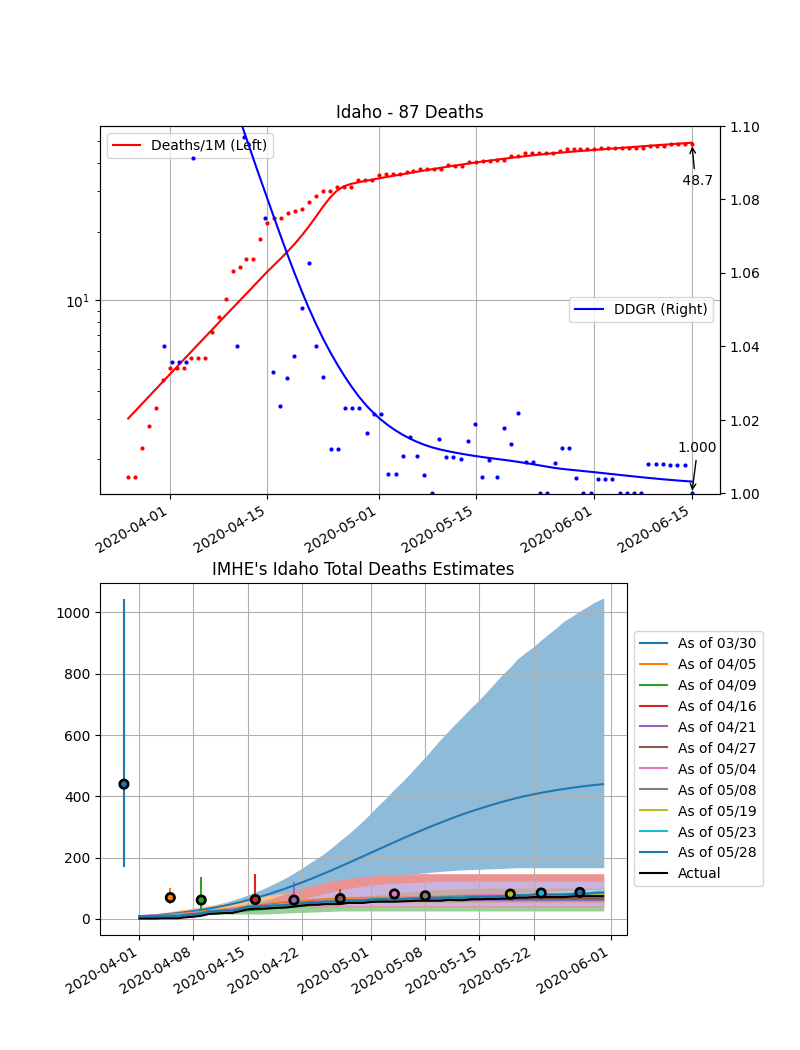 Idaho - 87 Deaths
Deaths/1M (Left)
DDGR (Right)
10^1
1.10
1.08
1.06
1.04
1.02
1.00
48.7
1.000
2020-04-01
2020-04-15
2020-05-01
2020-05-15
2020-06-01
2020-06-15
IMHE's Idaho Total Deaths Estimates
1000
800
600
400
200
0
2020-04-01
2020-04-08
2020-04-15
2020-04-22
2020-05-01
2020-05-08
2020-05-15
2020-05-22
2020-06-01
As of 03/30
As of 04/05
As of 04/09
As of 04/16
As of 04/21
As of 04/27
As of 05/04
As of 05/08
As of 05/19
As of 05/23
As of 05/28
Actual